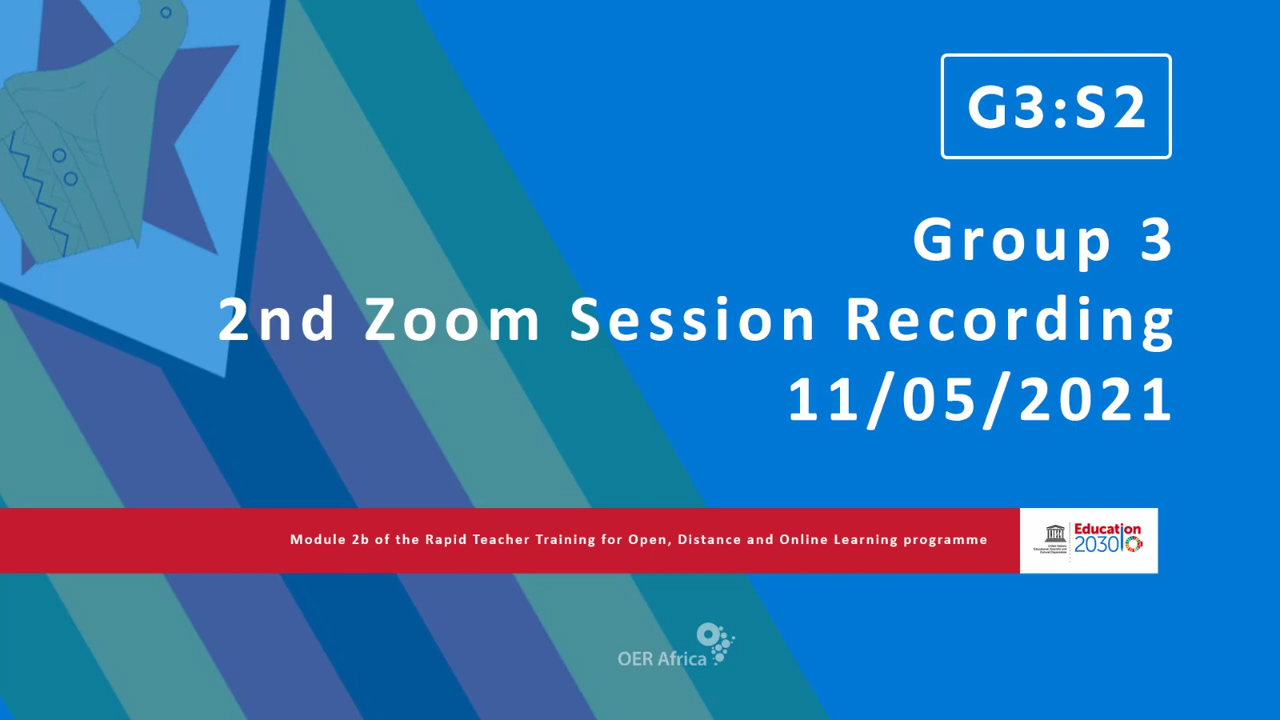 G3:S2
Group 3
2nd Zoom Session Recording
11/05/2021
Module 2b of the Rapid Teacher Training for Open, Distance and Online Learning programme
Education
2030
OER Africa